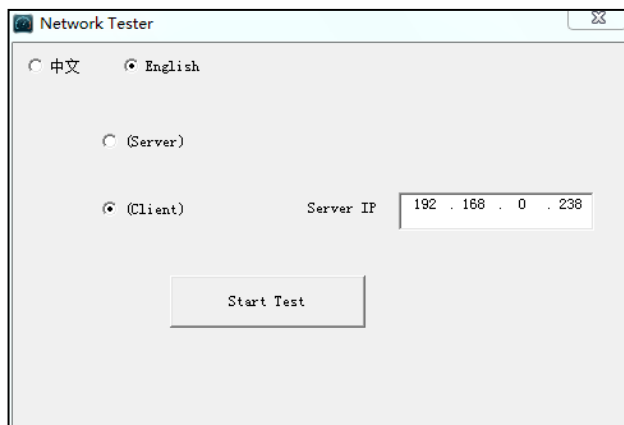 Network Tester
中文 English
(Server)
(Client) Server IP 192 . 168 . 0 . 238
Start Test